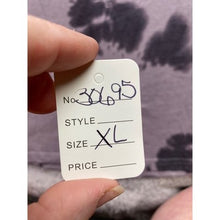 No. 30695
STYLE
SIZE XL
PRICE